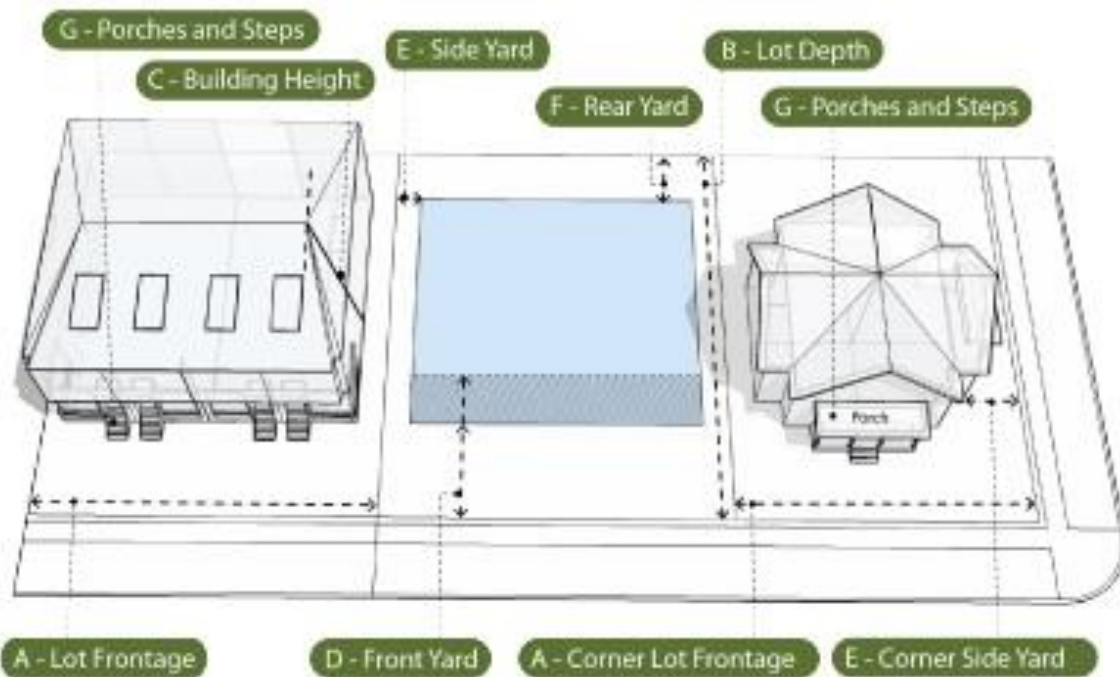 G - Porches and Steps
E - Side Yard
B - Lot Depth
C - Building Height
F - Rear Yard
G - Porches and Steps
Porch
A - Lot Frontage
D - Front Yard
A - Corner Lot Frontage
E - Corner Side Yard